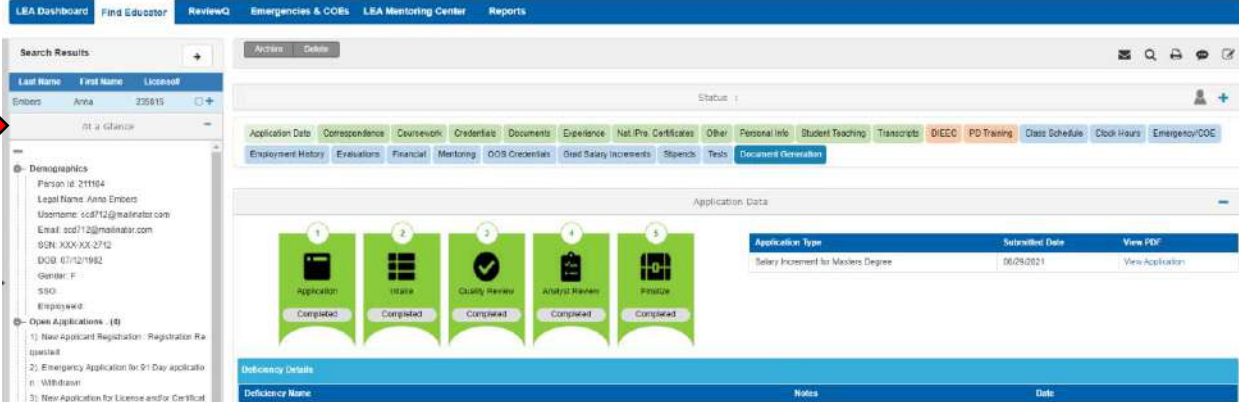 LEA Dashboard Find Educator ReviewQ Emergencies & COEs LEA Mentoring Center Reports
Search Results
Archive Delete
Last Name First Name License#
Embers Anna 235815
Status :
At a Glance
Application Data Correspondence Coursework Credentials Documents Experience Nat./Pro. Certificates Other Personal Info Student Teaching Transcripts DIEEC PD Training Class Schedule Clock Hours Emergency/COE
Employment History Evaluations Financial Mentoring OOS Credentials Grad Salary Increments Stipends Tests Document Generation
Demographics
Person Id: 211104
Legal Name: Anna Embers
Username: scd712@mailinator.com
Email: scd712@mailinator.com
SSN: XXX-XX-2712
DOB: 07/12/1982
Gender: F
SSO:
EmployeeId:
Open Applications . (4)
1) New Applicant Registration : Registration Re
quested
2) Emergency Application for 91 Day applicatio
n : Withdrawn
3) New Application for License and/or Certificat
Application Data
1 2 3 4 5
Application Intake Quality Review Analyst Review Finalize
Completed Completed Completed Completed Completed
Application Type Submitted Date View PDF
Salary Increment for Masters Degree 06/29/2021 View Application
Deficiency Details
Deficiency Name Notes Date